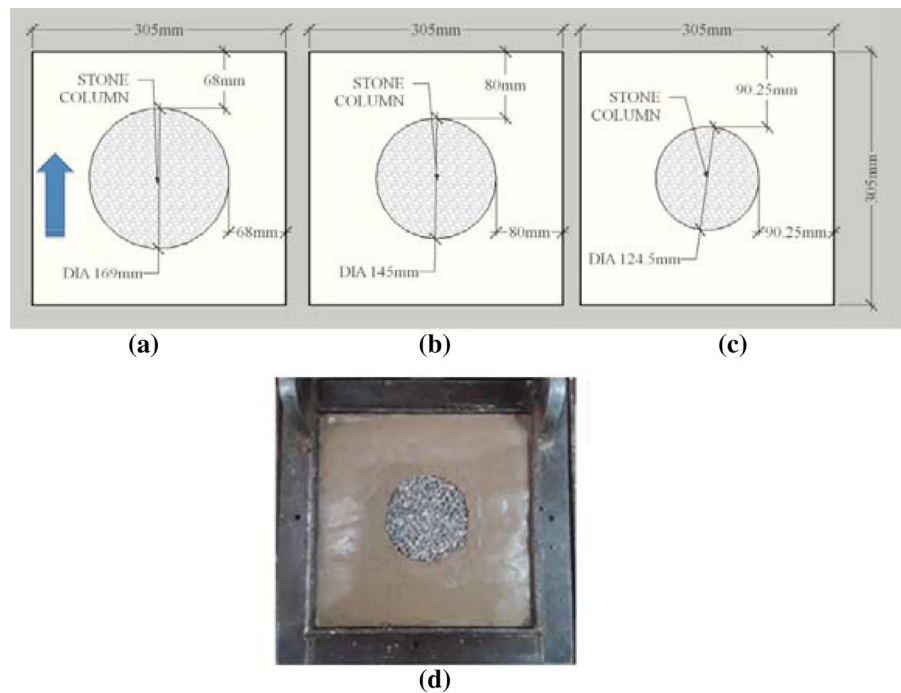 305mm
305mm
305mm
STONE
COLUMN
68mm
68mm
DIA 169mm
STONE
COLUMN
80mm
80mm
DIA 145mm
STONE
COLUMN
90.25mm
90.25mm
DIA 124.5mm
305mm
(a)
(b)
(c)
(d)